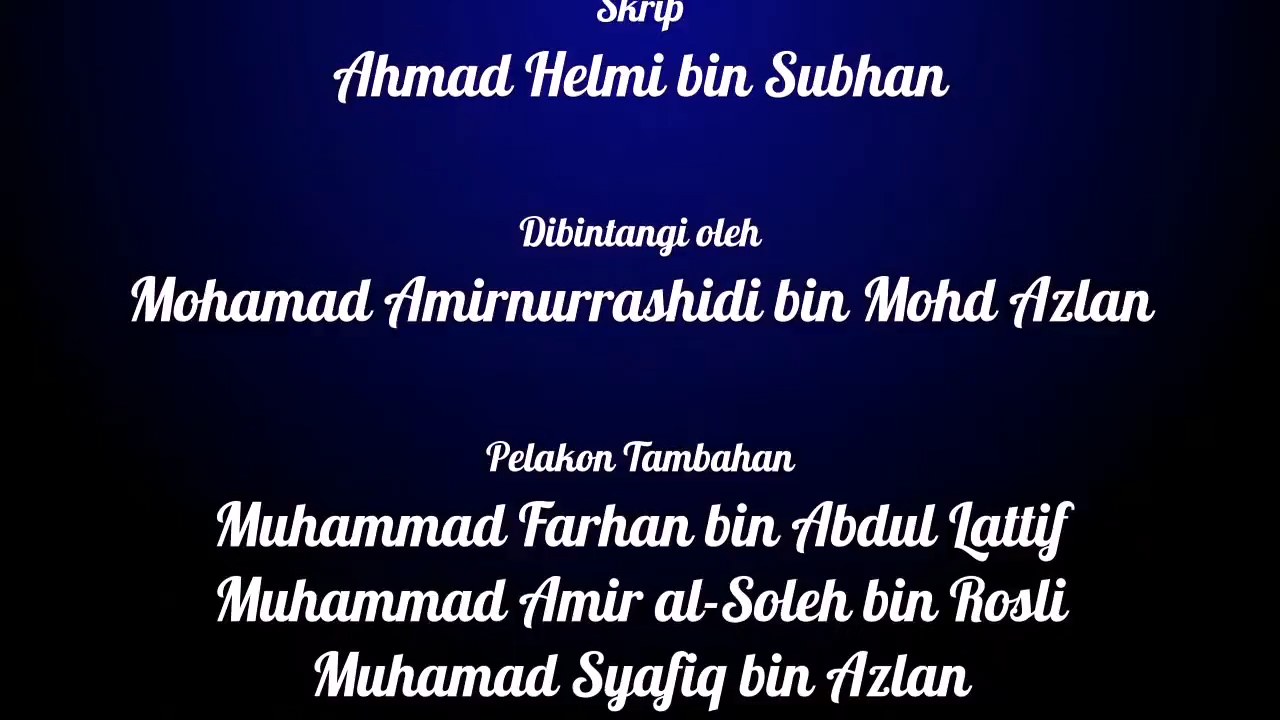 Skrip
Ahmad Helmi bin Subhan
Dibintangi oleh
Mohamad Amirnurrashidi bin Mohd Azlan
Pelakon Tambahan
Muhammad Farhan bin Abdul Lattif
Muhammad Amir al-Soleh bin Rosli
Muhamad Syafiq bin Azlan